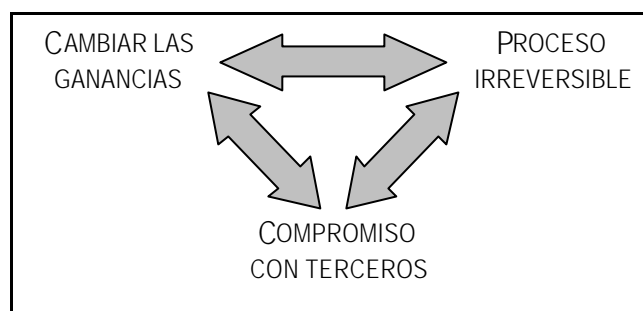 CAMBIAR LAS
GANANCIAS
PROCESO
IRREVERSIBLE
COMPROMISO
CON TERCEROS